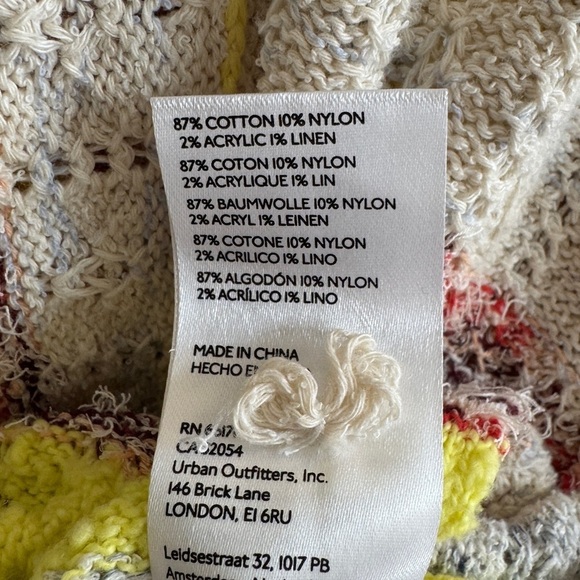 87% COTTON 10% NYLON
2% ACRYLIC 1% LINEN
87% COTON 10% NYLON
2% ACRYLIQUE 1% LIN
87% BAUMWOLLE 10% NYLON
2% ACRYL 1% LEINEN
87% COTONE 10% NYLON
2% ACRILICO 1% LINO
87% ALGODÓN 10% NYLON
2% ACRÍLICO 1% LINO
MADE IN CHINA
HECHO
RN
Urban Outfitters, Inc.
146 Brick Lane
LONDON, E1 6RU
Leidsestraat 32, 1017 PB